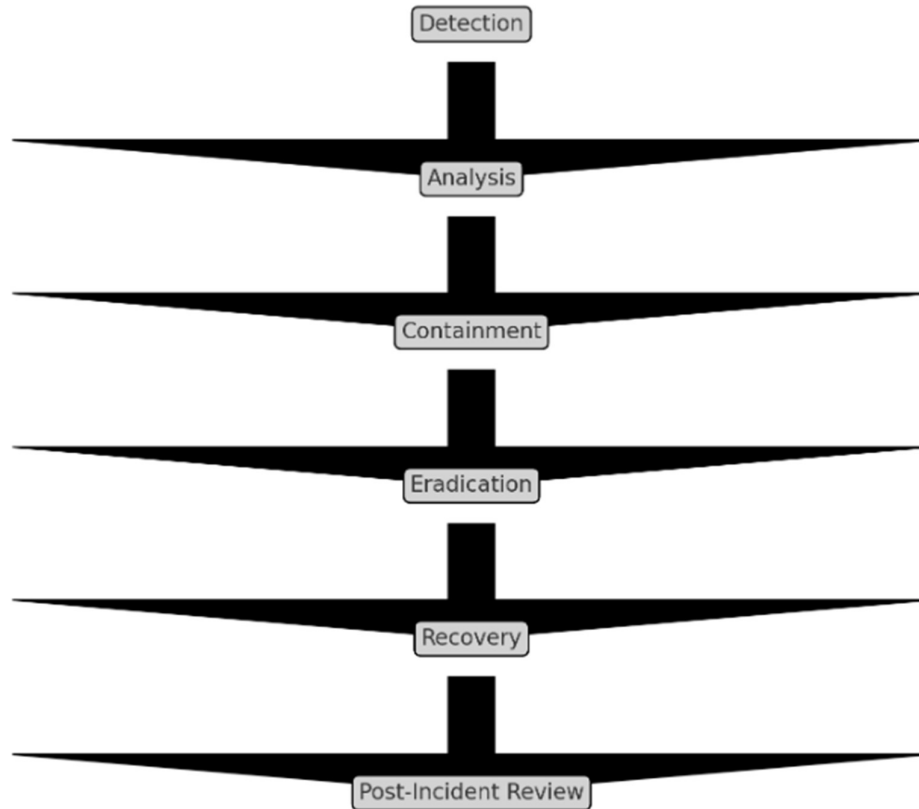 Detection
Analysis
Containment
Eradication
Recovery
Post-Incident Review